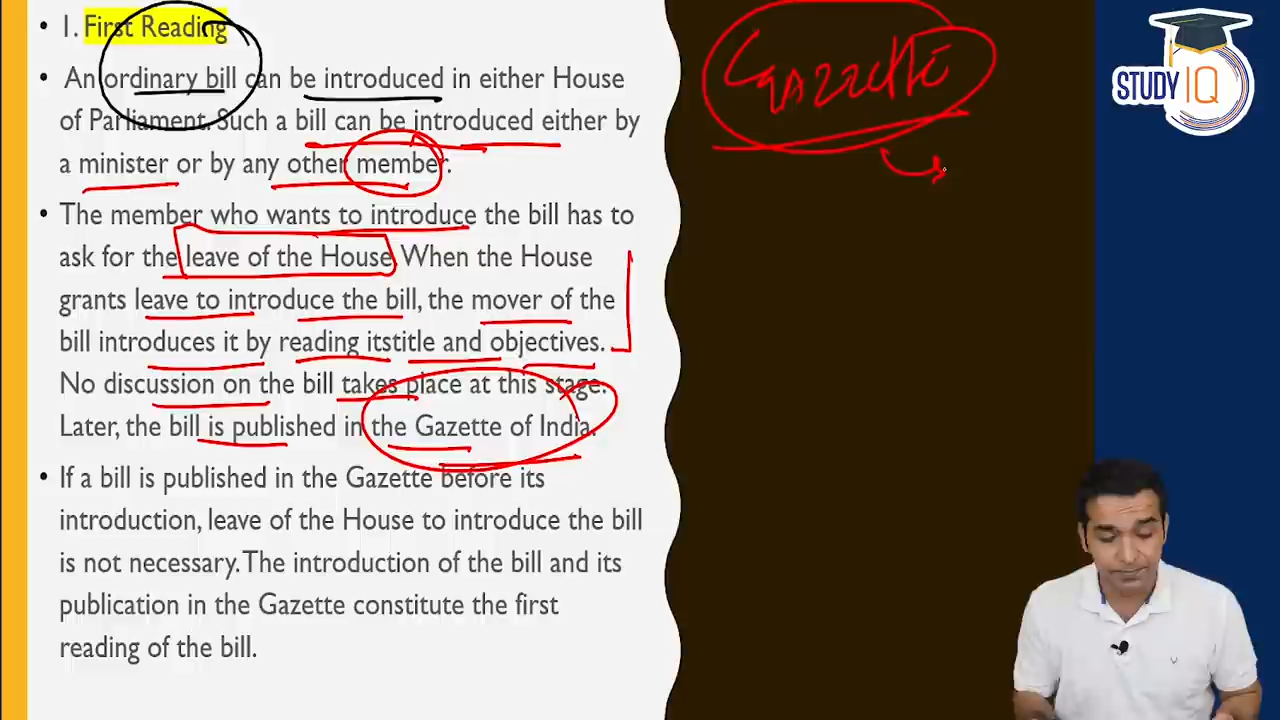 • 1. First Reading
• An ordinary bill can be introduced in either House
of Parliament. Such a bill can be introduced either by
a minister or by any other member.
• The member who wants to introduce the bill has to
ask for the leave of the House. When the House
grants leave to introduce the bill, the mover of the
bill introduces it by reading itstitle and objectives.
No discussion on the bill takes place at this stage.
Later, the bill is published in the Gazette of India.
• If a bill is published in the Gazette before its
introduction, leave of the House to introduce the bill
is not necessary. The introduction of the bill and its
publication in the Gazette constitute the first
reading of the bill.
Gazzette
STUDY IQ